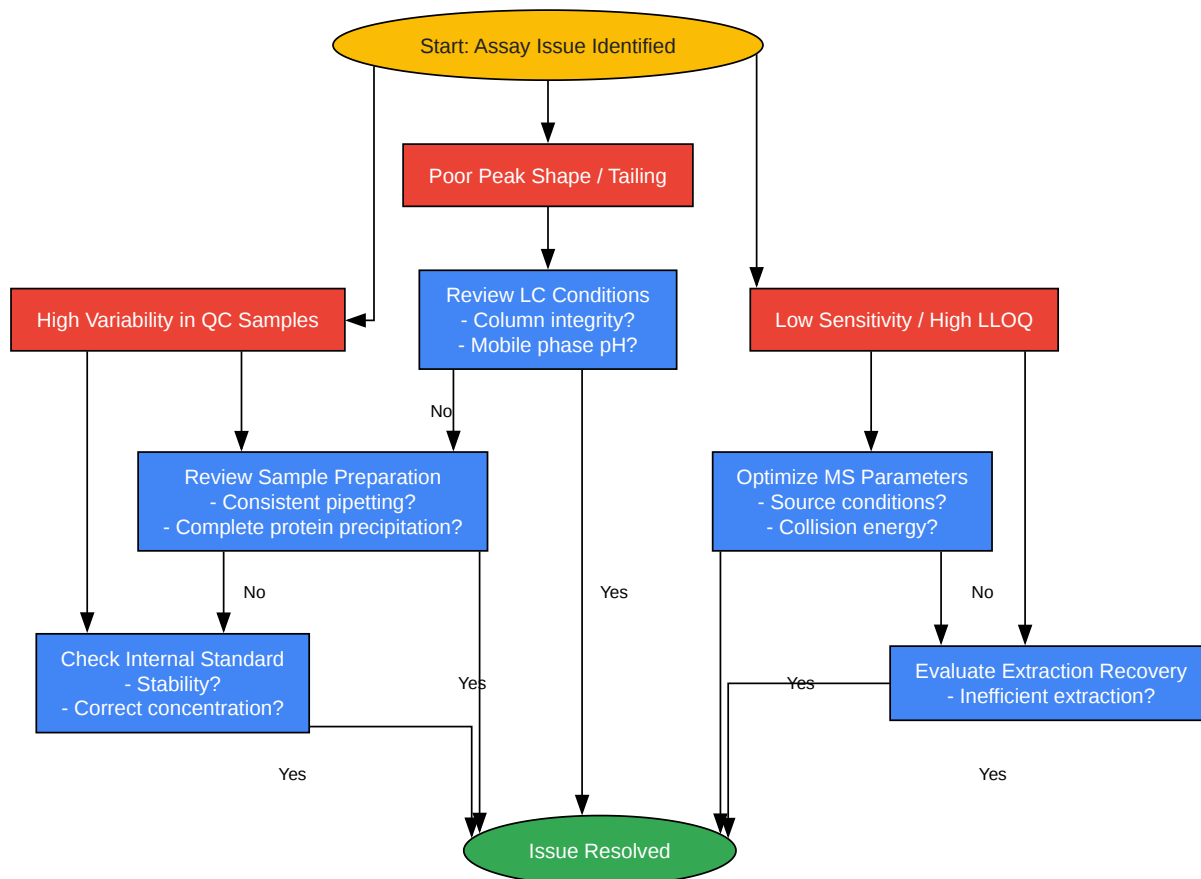 Start: Assay Issue Identified
Poor Peak Shape / Tailing
High Variability in QC Samples
Review LC Conditions
- Column integrity?
- Mobile phase pH?
Low Sensitivity / High LLOQ
No
Review Sample Preparation
- Consistent pipetting?
- Complete protein precipitation?
Optimize MS Parameters
- Source conditions?
- Collision energy?
No
Yes
No
Check Internal Standard
- Stability?
- Correct concentration?
Yes
Yes
Evaluate Extraction Recovery
- Inefficient extraction?
Yes
Yes
Issue Resolved